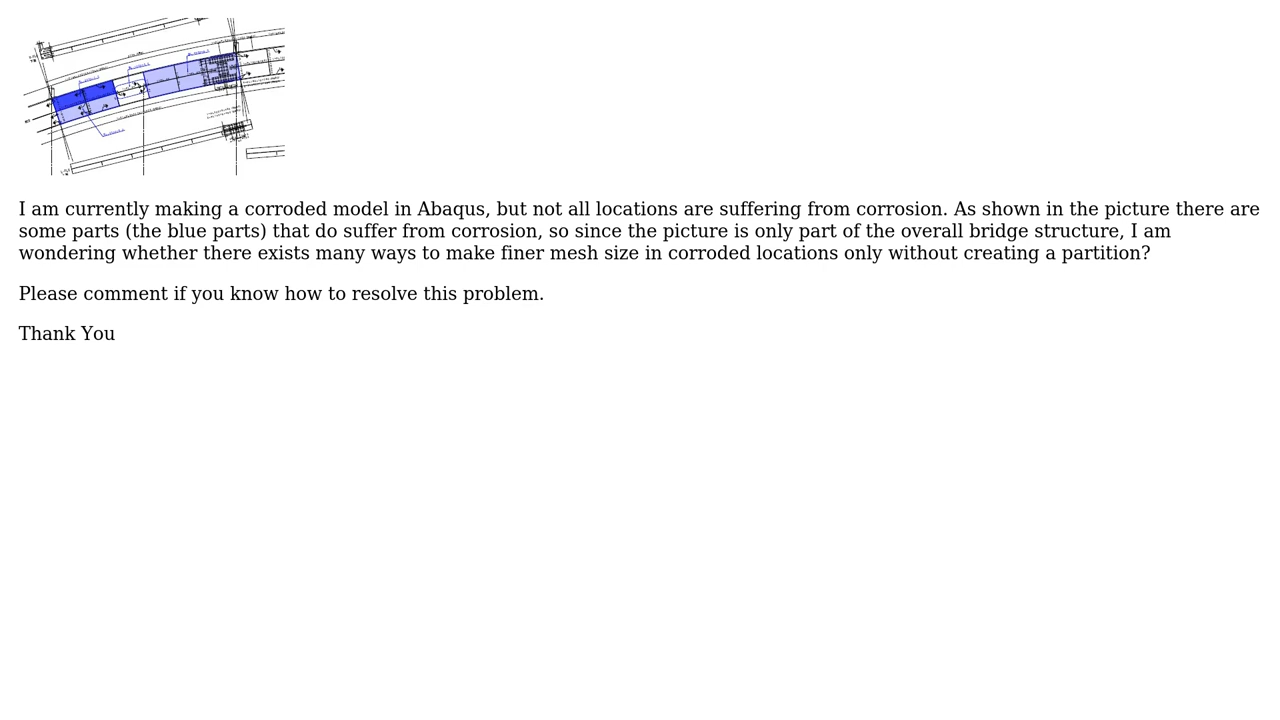 I am currently making a corroded model in Abaqus, but not all locations are suffering from corrosion. As shown in the picture there are
some parts (the blue parts) that do suffer from corrosion, so since the picture is only part of the overall bridge structure, I am
wondering whether there exists many ways to make finer mesh size in corroded locations only without creating a partition?
Please comment if you know how to resolve this problem.
Thank You